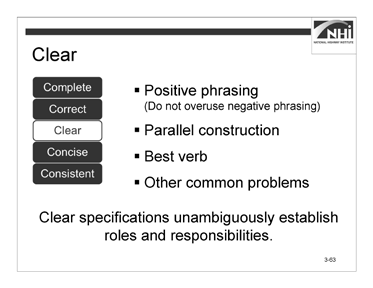 NHI
NATIONAL HIGHWAY INSTITUTE
Clear
Complete
Correct
Clear
Concise
Consistent
▪ Positive phrasing
(Do not overuse negative phrasing)
▪ Parallel construction
▪ Best verb
▪ Other common problems
Clear specifications unambiguously establish
roles and responsibilities.
3-63